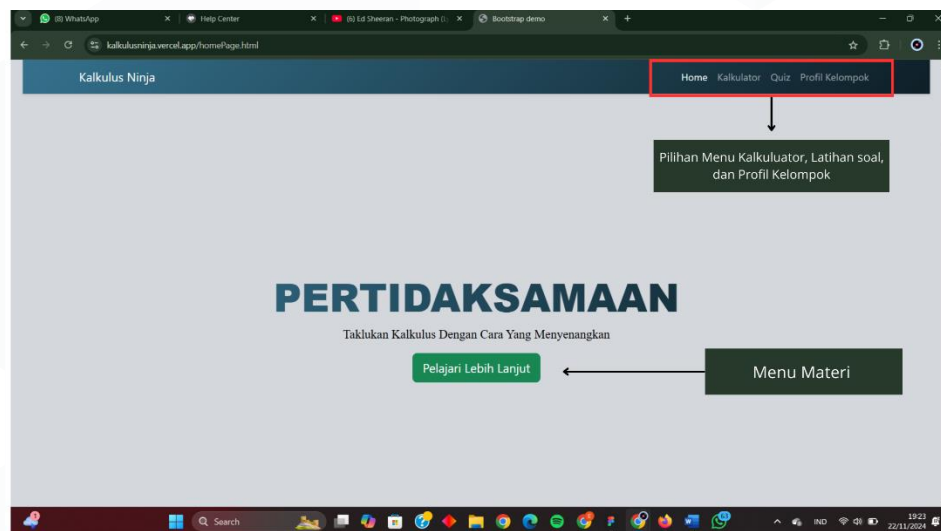 (8) WhatsApp
Help Center
(6) Ed Sheeran - Photograph
Bootstrap demo
kalkulusninja.vercel.app/homePage.html
Kalkulus Ninja
Home Kalkulator Quiz Profil Kelompok
Pilihan Menu Kalkuluator, Latihan soal,
dan Profil Kelompok
PERTIDAKSAMAAN
Taklukan Kalkulus Dengan Cara Yang Menyenangkan
Pelajari Lebih Lanjut
Menu Materi
Search
IND
19:23
22/11/2024